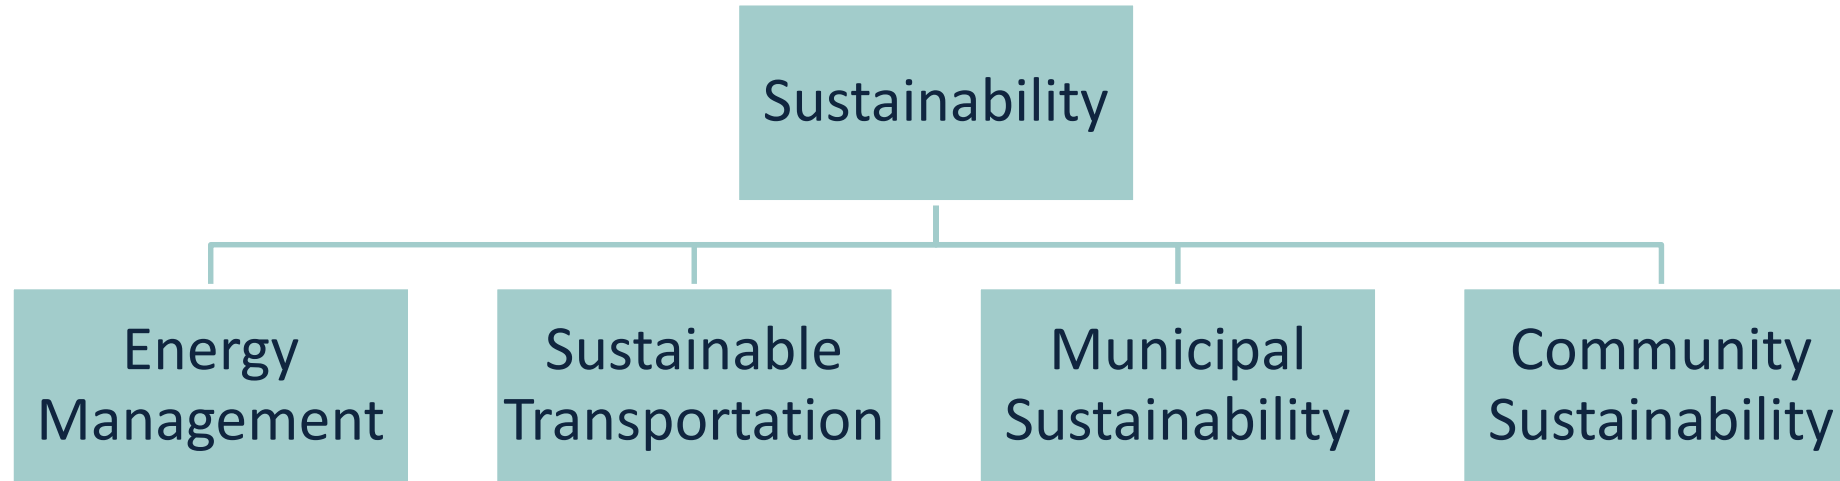 Sustainability
Energy
Management
Sustainable
Transportation
Municipal
Sustainability
Community
Sustainability